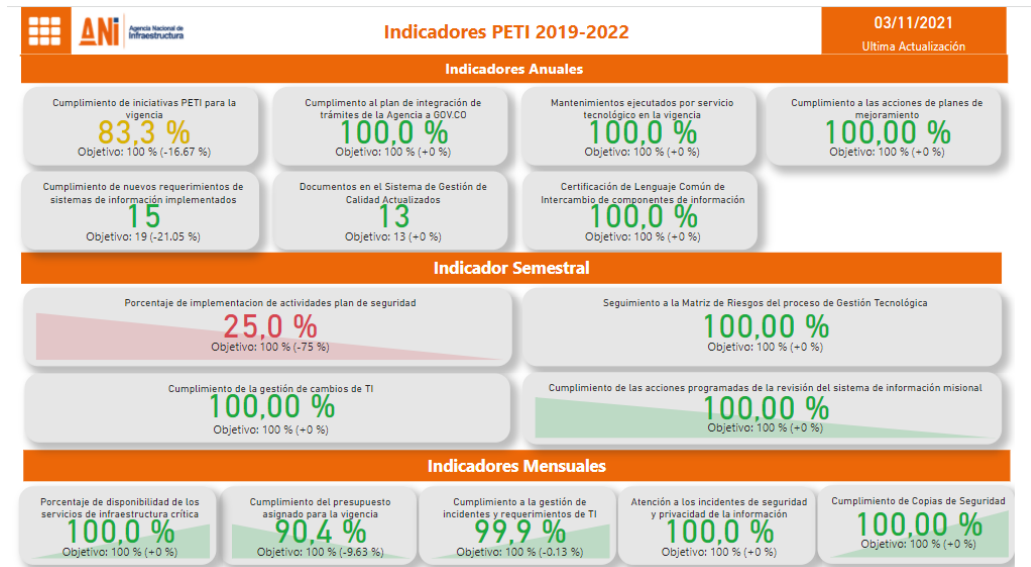 ANi
Agencia Nacional de
Infraestructura
Indicadores PETI 2019-2022
03/11/2021
Ultima Actualización
Indicadores Anuales
Cumplimiento de iniciativas PETI para la
vigencia
83,3 %
Objetivo: 100 % (-16.67 %)
Cumplimento al plan de integración de
trámites de la Agencia a GOV.CO
100,0 %
Objetivo: 100 % (+0 %)
Mantenimientos ejecutados por servicio
tecnológico en la vigencia
100,0 %
Objetivo: 100 % (+0 %)
Cumplimiento a las acciones de planes de
mejoramiento
100,00 %
Objetivo: 100 % (+0 %)
Cumplimiento de nuevos requerimientos de
sistemas de información implementados
15
Objetivo: 19 (-21.05 %)
Documentos en el Sistema de Gestión de
Calidad Actualizados
13
Objetivo: 13 (+0 %)
Certificación de Lenguaje Común de
Intercambio de componentes de información
100,0 %
Objetivo: 100 % (+0 %)
Indicador Semestral
Porcentaje de implementacion de actividades plan de seguridad
25,0 %
Objetivo: 100 % (-75 %)
Seguimiento a la Matriz de Riesgos del proceso de Gestión Tecnológica
100,00 %
Objetivo: 100 % (+0 %)
Cumplimiento de la gestión de cambios de TI
100,00 %
Objetivo: 100 % (+0 %)
Cumplimiento de las acciones programadas de la revisión del sistema de información misional
100,00 %
Objetivo: 100 % (+0 %)
Indicadores Mensuales
Porcentaje de disponibilidad de los
servicios de infraestructura crítica
100,0 %
Objetivo: 100 % (+0 %)
Cumplimiento del presupuesto
asignado para la vigencia
90,4 %
Objetivo: 100 % (-9.63 %)
Cumplimiento a la gestión de
incidentes y requerimientos de TI
99,9 %
Objetivo: 100 % (-0.13 %)
Atención a los incidentes de seguridad
y privacidad de la información
100,0 %
Objetivo: 100 % (+0 %)
Cumplimiento de Copias de Seguridad
100,00 %
Objetivo: 100 % (+0 %)